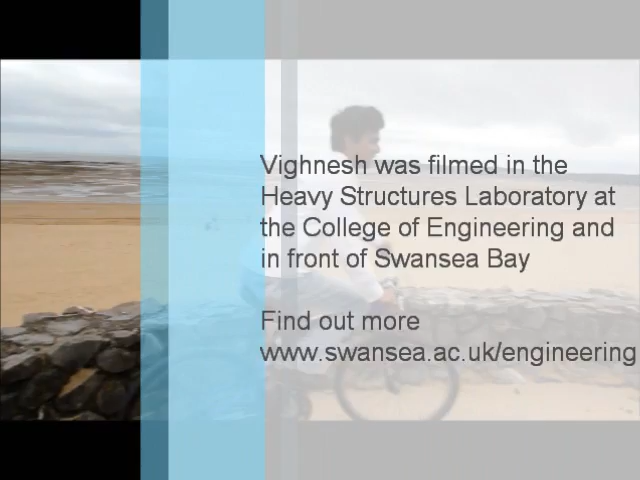 Vighnesh was filmed in the
Heavy Structures Laboratory at
the College of Engineering and
in front of Swansea Bay
Find out more
www.swansea.ac.uk/engineering